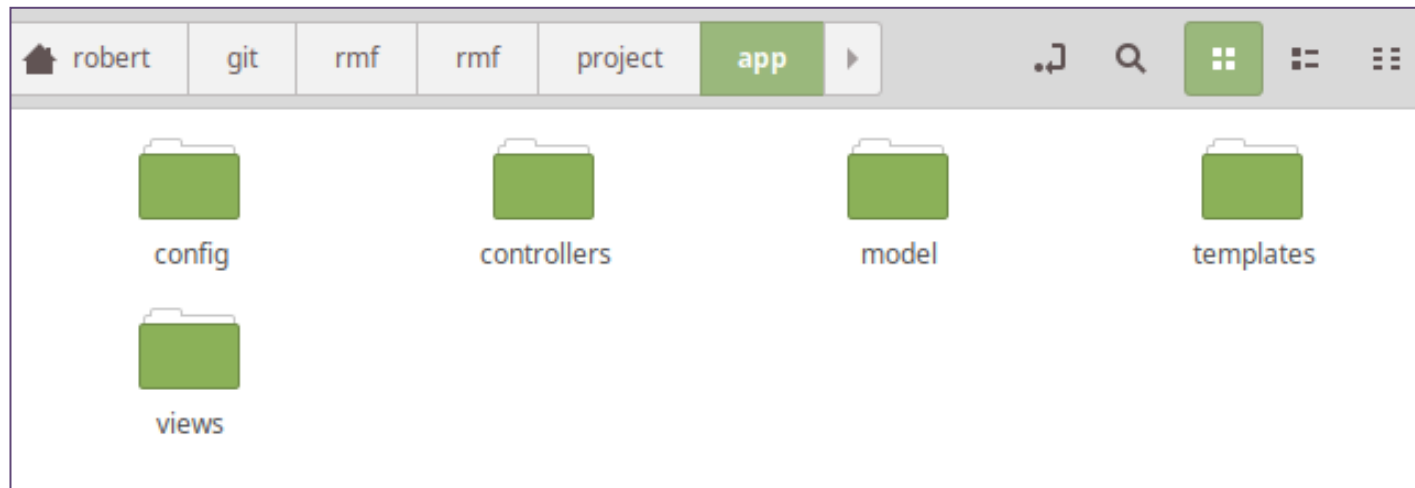 robert git rmf rmf project app
config controllers model templates
views